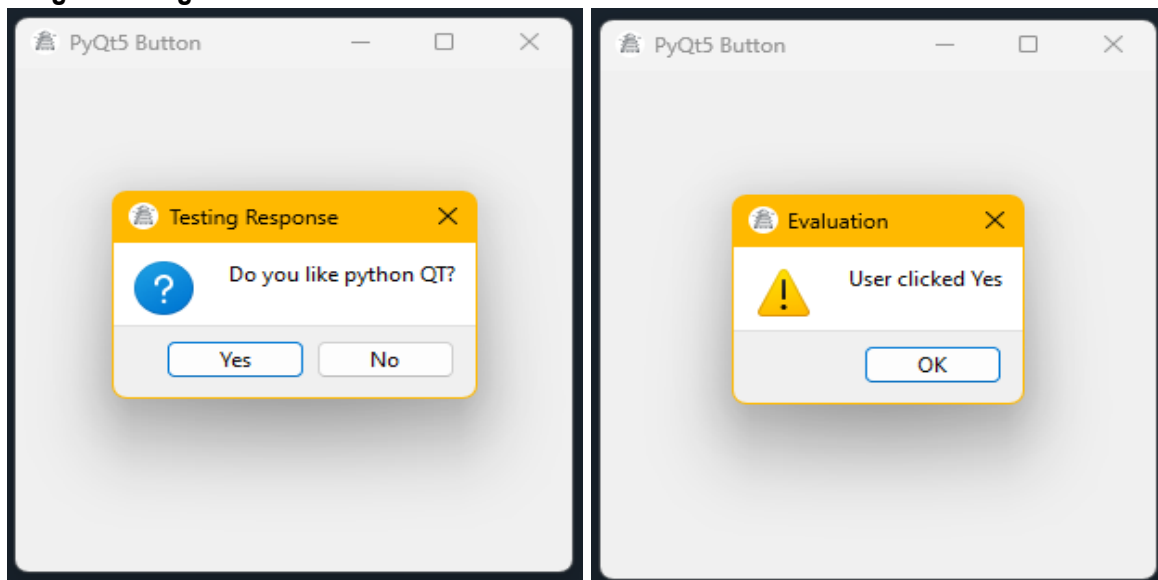 PyQt5 Button
Testing Response
Do you like python QT?
Yes
No
PyQt5 Button
Evaluation
User clicked Yes
OK